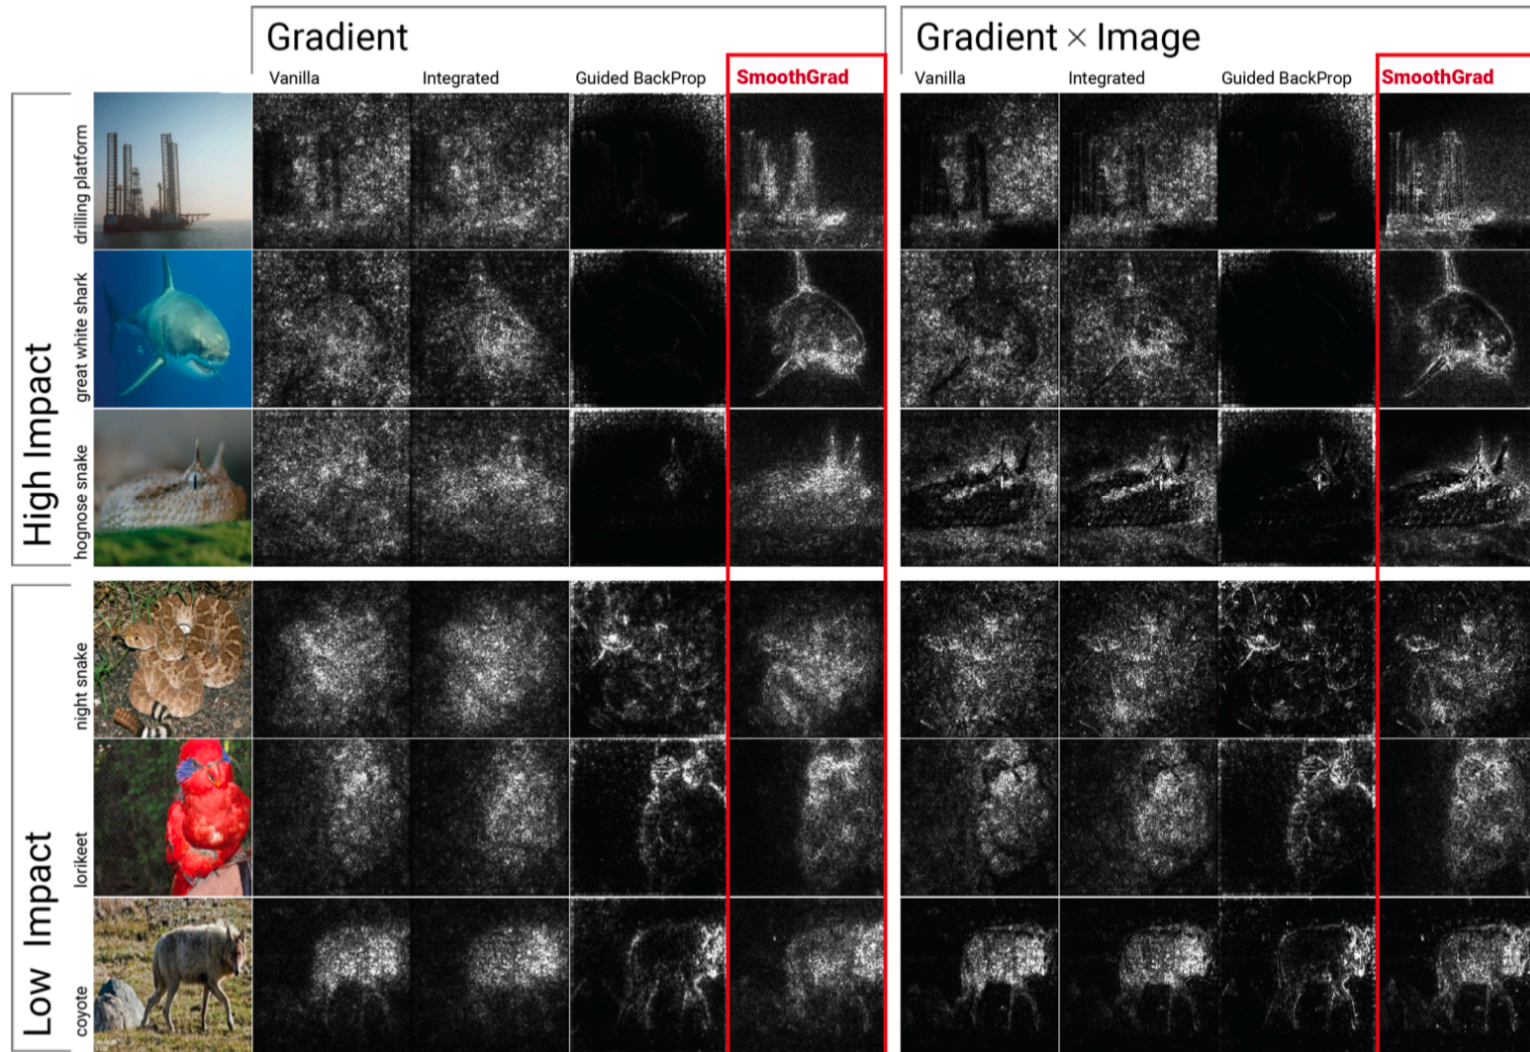 Gradient
Gradient × Image
Vanilla
Integrated
Guided BackProp
SmoothGrad
Vanilla
Integrated
Guided BackProp
SmoothGrad
High Impact
drilling platform
great white shark
hognose snake
Low Impact
night snake
lorikeet
coyote